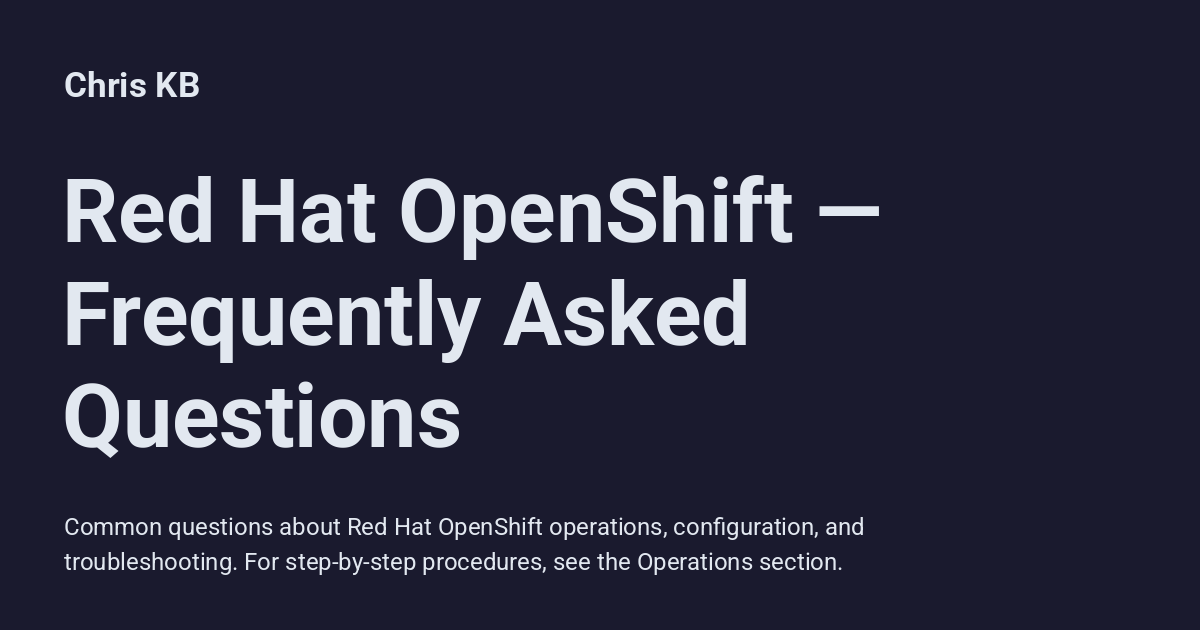 Chris KB
Red Hat OpenShift —
Frequently Asked
Questions
Common questions about Red Hat OpenShift operations, configuration, and
troubleshooting. For step-by-step procedures, see the Operations section.